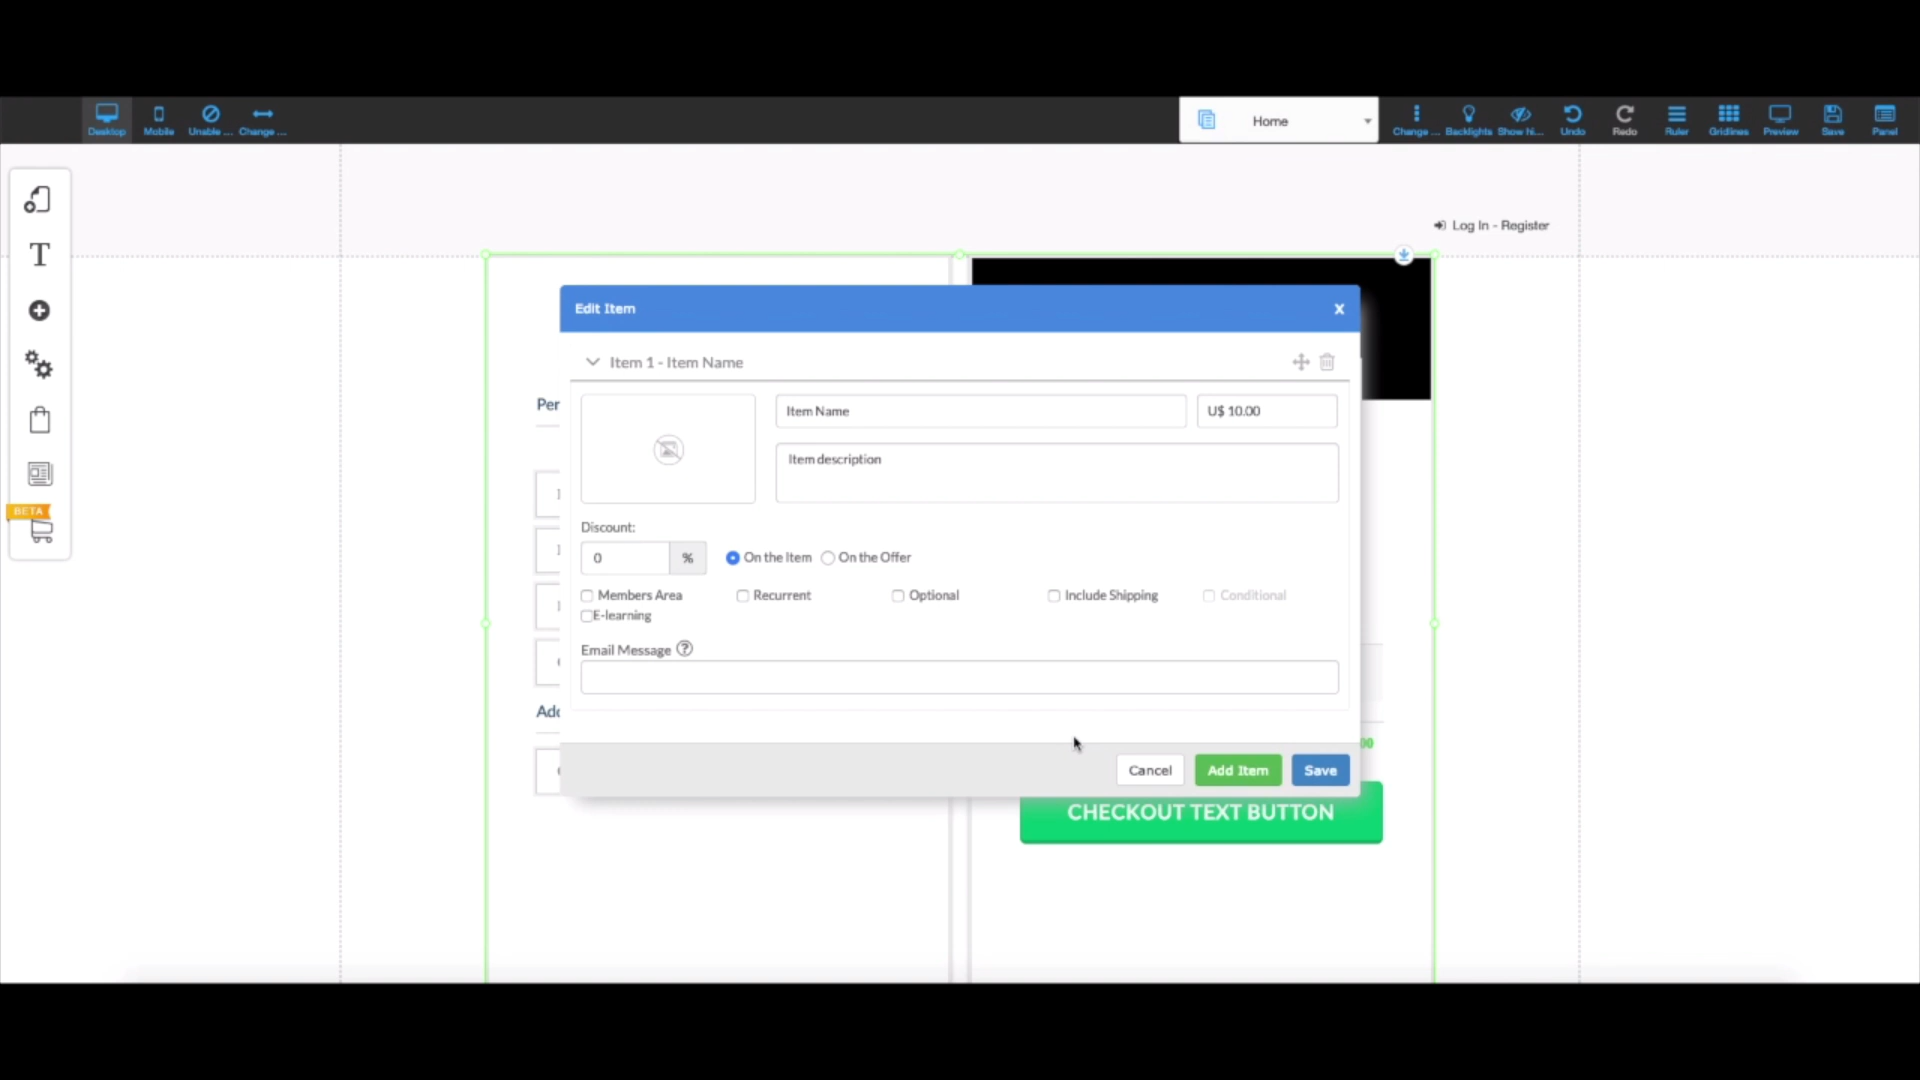 Desktop
Mobile
Unable ...
Change ...
Home
Change ...
Backlights
Show N...
Undo
Redo
Ruler
Gridlines
Preview
Save
Panel
Log In - Register
Edit Item
X
Item 1 - Item Name
Per
Item Name
U$ 10.00
Item description
BETA
Discount:
0
%
On the Item
On the Offer
Members Area
Recurrent
Optional
Include Shipping
Conditional
E-learning
Email Message ?
Add
00
Cancel
Add Item
Save
CHECKOUT TEXT BUTTON